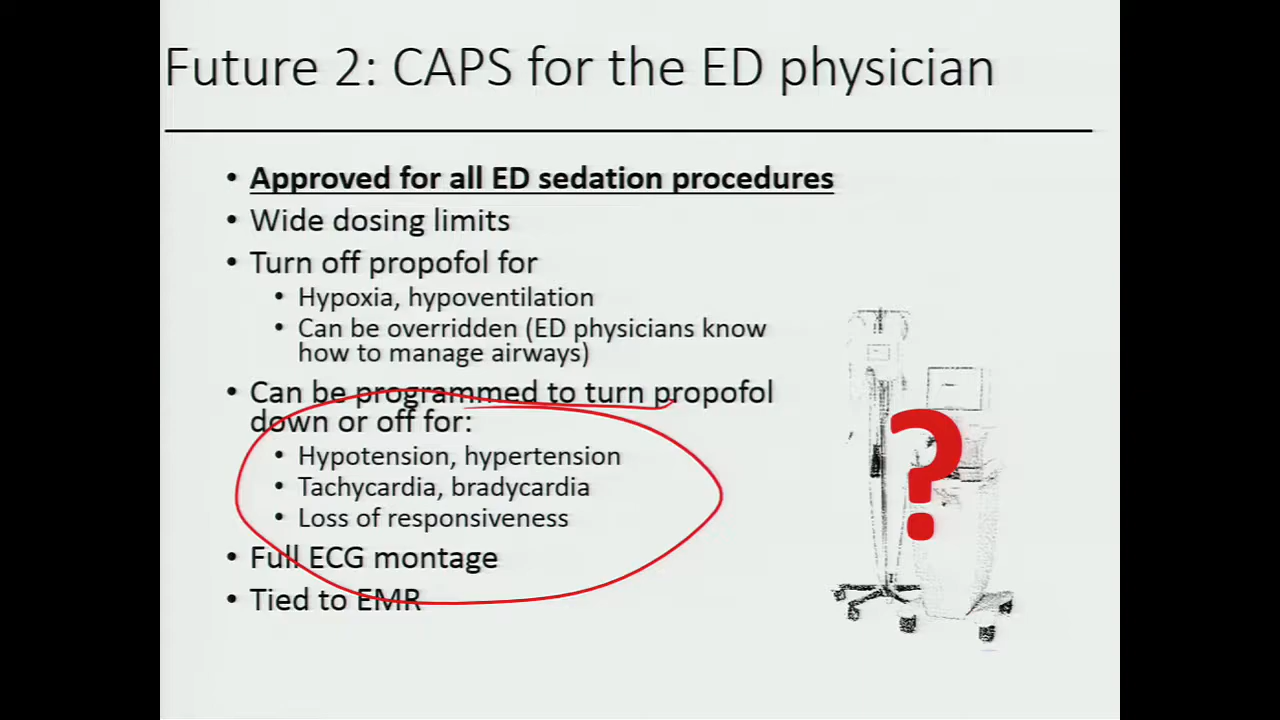 Future 2: CAPS for the ED physician
• Approved for all ED sedation procedures
• Wide dosing limits
• Turn off propofol for
• Hypoxia, hypoventilation
• Can be overridden (ED physicians know
how to manage airways)
• Can be programmed to turn propofol
down or off for:
• Hypotension, hypertension
• Tachycardia, bradycardia
• Loss of responsiveness
• Full ECG montage
• Tied to EMR
?